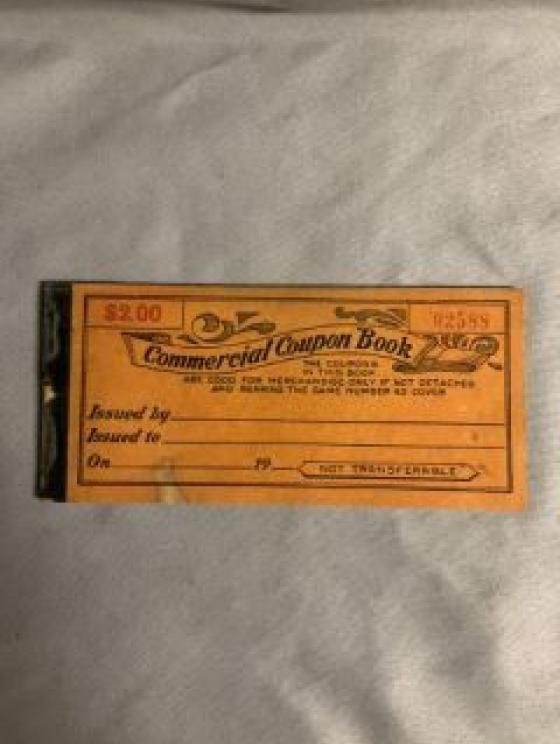 $2.00
02588
Commercial Coupon Book
THE COUPONS
IN THIS BOOK
ARE GOOD FOR MERCHANDISE ONLY IF NOT DETACHED
AND BEARING THE SAME NUMBER AS COVER
Issued by
Issued to
On 19 NOT TRANSFERRABLE